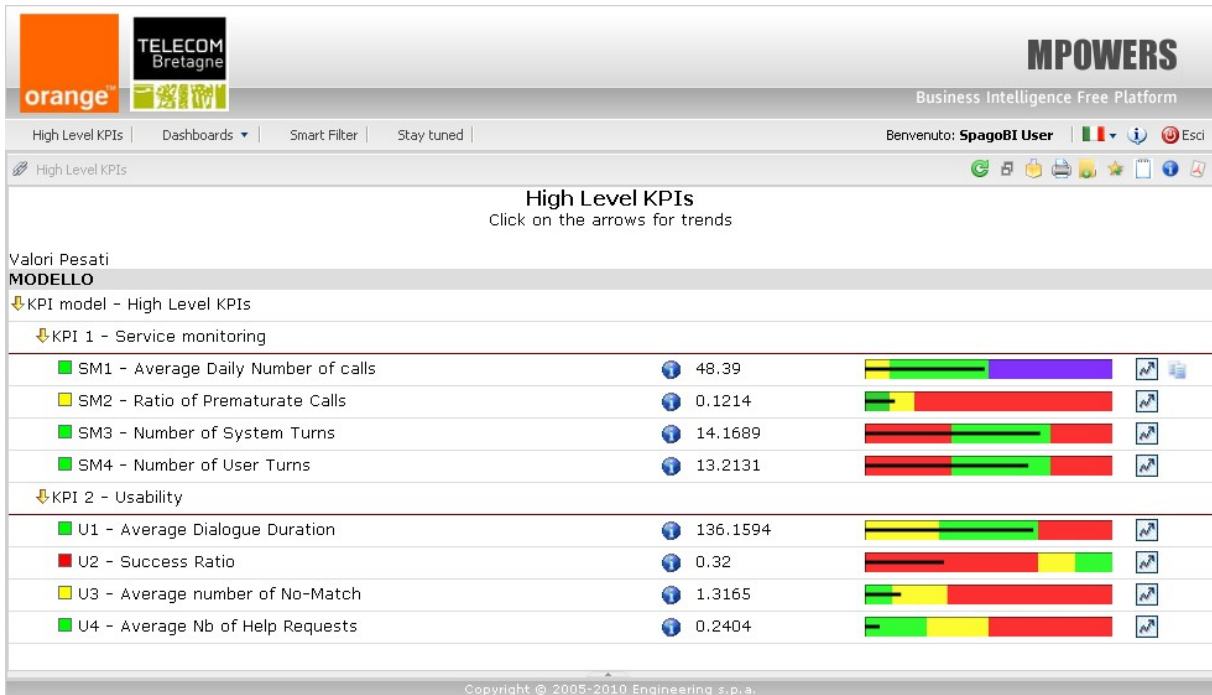 orange™
TELECOM
Bretagne
MPOWERS
Business Intelligence Free Platform
High Level KPIs
Dashboards
Smart Filter
Stay tuned
Benvenuto: SpagoBI User
Esci
High Level KPIs
High Level KPIs
Click on the arrows for trends
Valori Pesati
MODELLO
KPI model - High Level KPIs
KPI 1 - Service monitoring
SM1 - Average Daily Number of calls 48.39
SM2 - Ratio of Prematurate Calls 0.1214
SM3 - Number of System Turns 14.1689
SM4 - Number of User Turns 13.2131
KPI 2 - Usability
U1 - Average Dialogue Duration 136.1594
U2 - Success Ratio 0.32
U3 - Average number of No-Match 1.3165
U4 - Average Nb of Help Requests 0.2404
Copyright © 2005-2010 Engineering s.p.a.